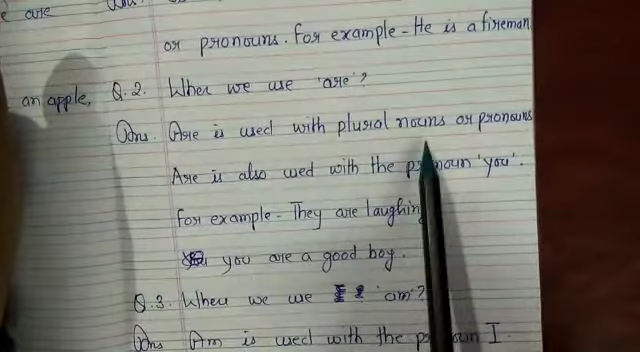 e are
or pronouns. For example - He is a fireman
an apple, Q.2. When we use 'are'?
Ans. Are is used with plural nouns or pronouns
Are is also used with the pronoun 'you'.
For example - They are laughing
you are a good boy.
Q.3. When we use 'am'?
Ans Am is used with the pronoun I.